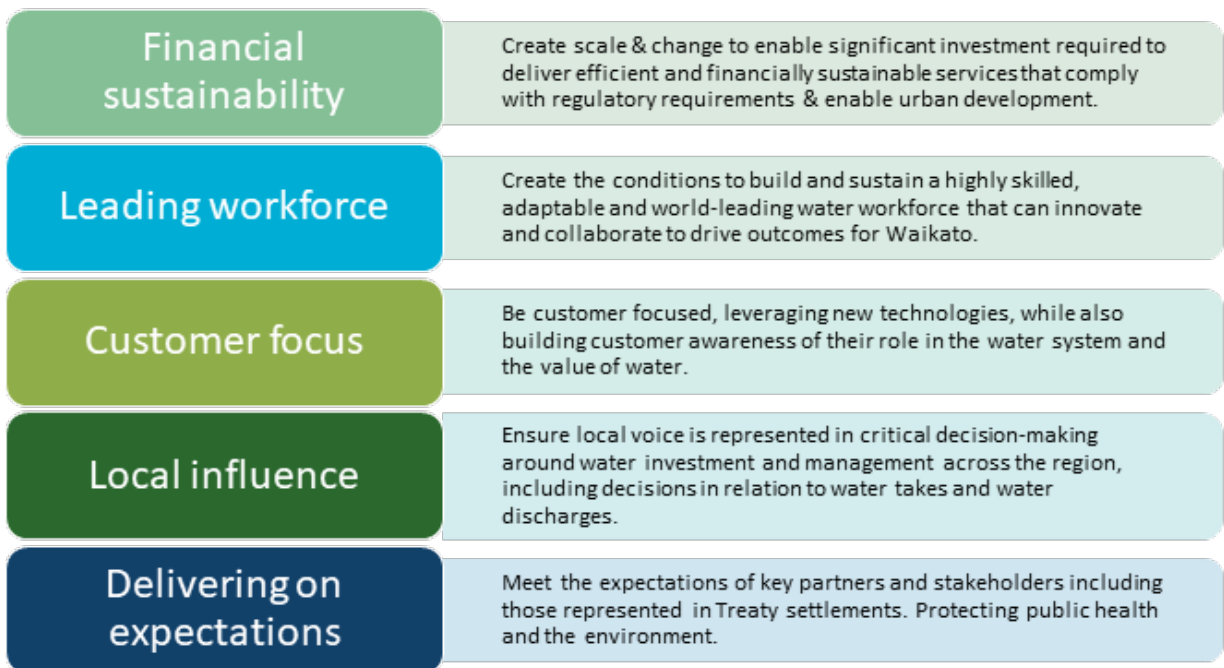 Financial
sustainability
Create scale & change to enable significant investment required to
deliver efficient and financially sustainable services that comply
with regulatory requirements & enable urban development.
Leading workforce
Create the conditions to build and sustain a highly skilled,
adaptable and world-leading water workforce that can innovate
and collaborate to drive outcomes for Waikato.
Customer focus
Be customer focused, leveraging new technologies, while also
building customer awareness of their role in the water system and
the value of water.
Local influence
Ensure local voice is represented in critical decision-making
around water investment and management across the region,
including decisions in relation to water takes and water
discharges.
Delivering on
expectations
Meet the expectations of key partners and stakeholders including
those represented in Treaty settlements. Protecting public health
and the environment.